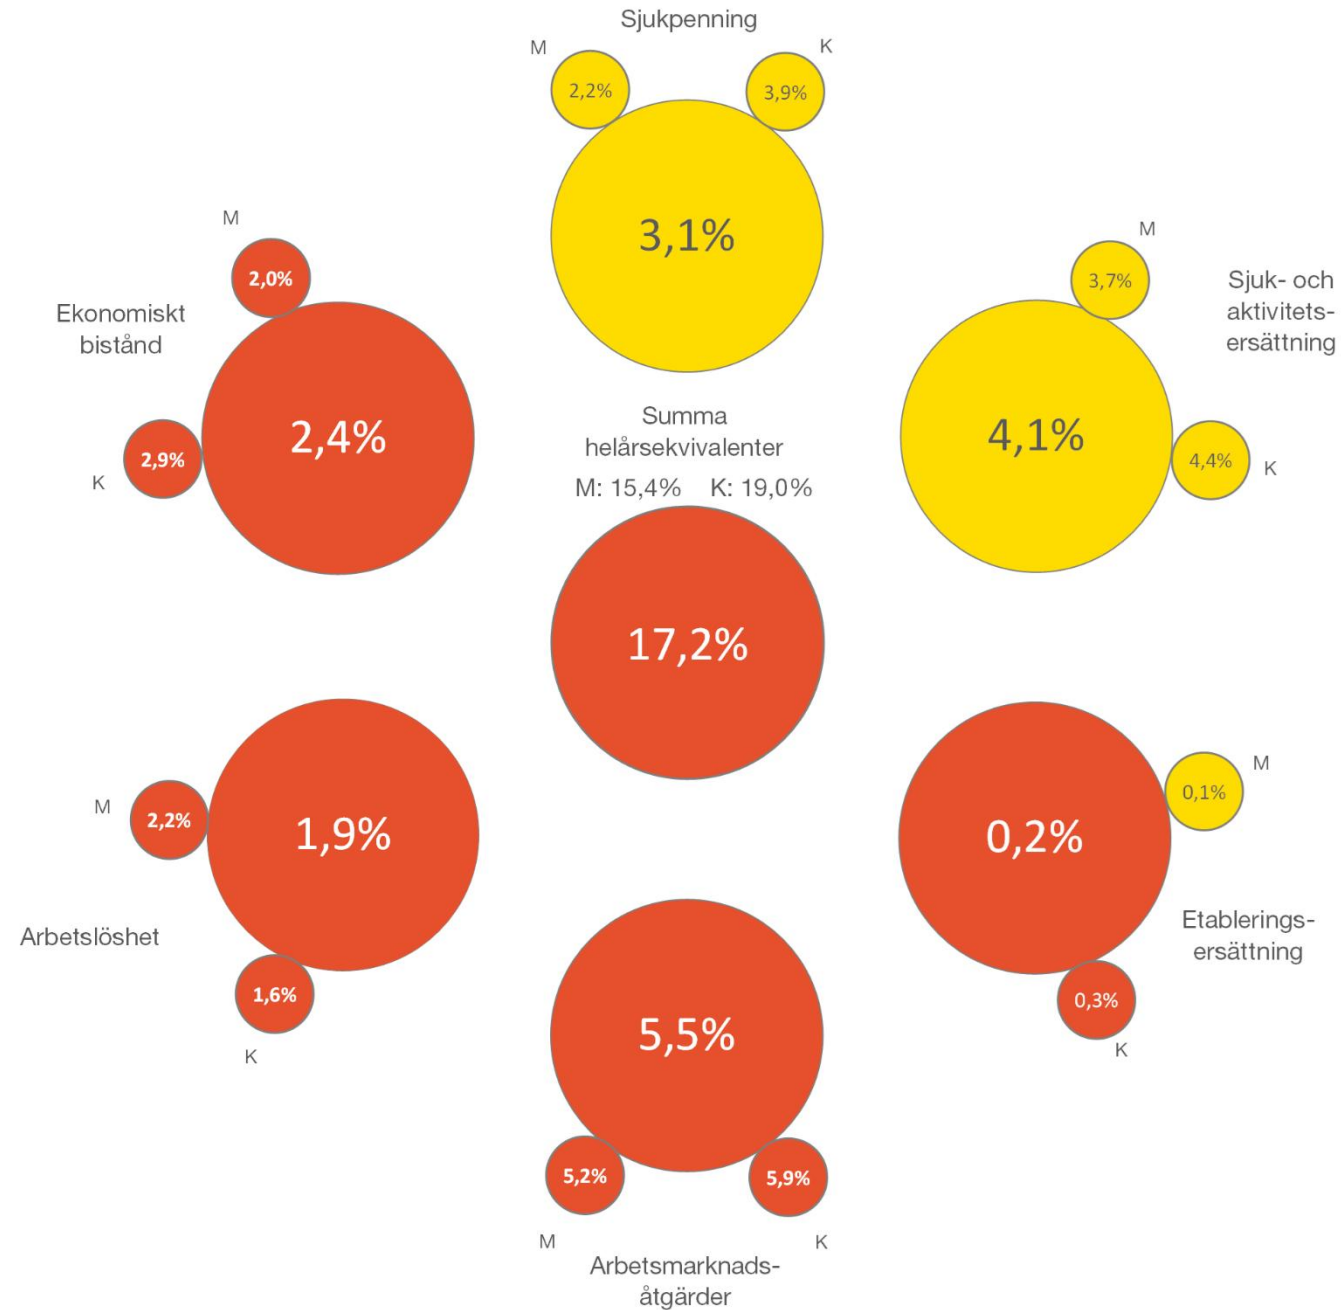 Sjukpenning
M
K
2,2%
3,9%
3,1%
M
2,0%
Ekonomiskt
bistånd
2,4%
2,9%
K
M
3,7%
Sjuk- och
aktivitets-
ersättning
4,1%
4,4%
K
Summa
helårsekvivalenter
M: 15,4% K: 19,0%
17,2%
M
2,2%
1,9%
Arbetslöshet
1,6%
K
M
0,1%
0,2%
Etablerings-
ersättning
0,3%
K
5,5%
5,2%
5,9%
M
K
Arbetsmarknads-
åtgärder